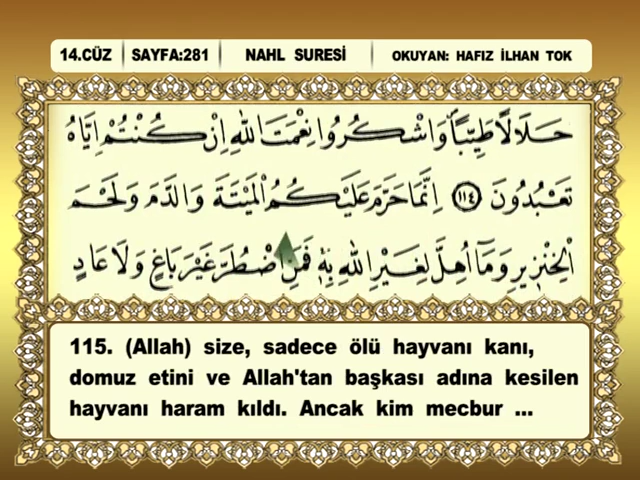 14.CÜZ SAYFA:281 NAHL SURESİ OKUYAN: HAFIZ İLHAN TOK
حَلَالًا طَيِّبًا وَاشْكُرُوا نِعْمَتَ اللّٰهِ اِنْ كُنْتُمْ اِيَّاهُ
تَعْبُدُونَ ﴿١١٤﴾ اِنَّمَا حَرَّمَ عَلَيْكُمُ الْمَيْتَةَ وَالدَّمَ وَلَحْمَ
الْخِنْزِيرِ وَمَٓا اُهِلَّ لِغَيْرِ اللّٰهِ بِهٖ فَمَنِ اضْطُرَّ غَيْرَ بَاغٍ وَلَا عَادٍ
115. (Allah) size, sadece ölü hayvanı kanı,
domuz etini ve Allah'tan başkası adına kesilen
hayvanı haram kıldı. Ancak kim mecbur ...